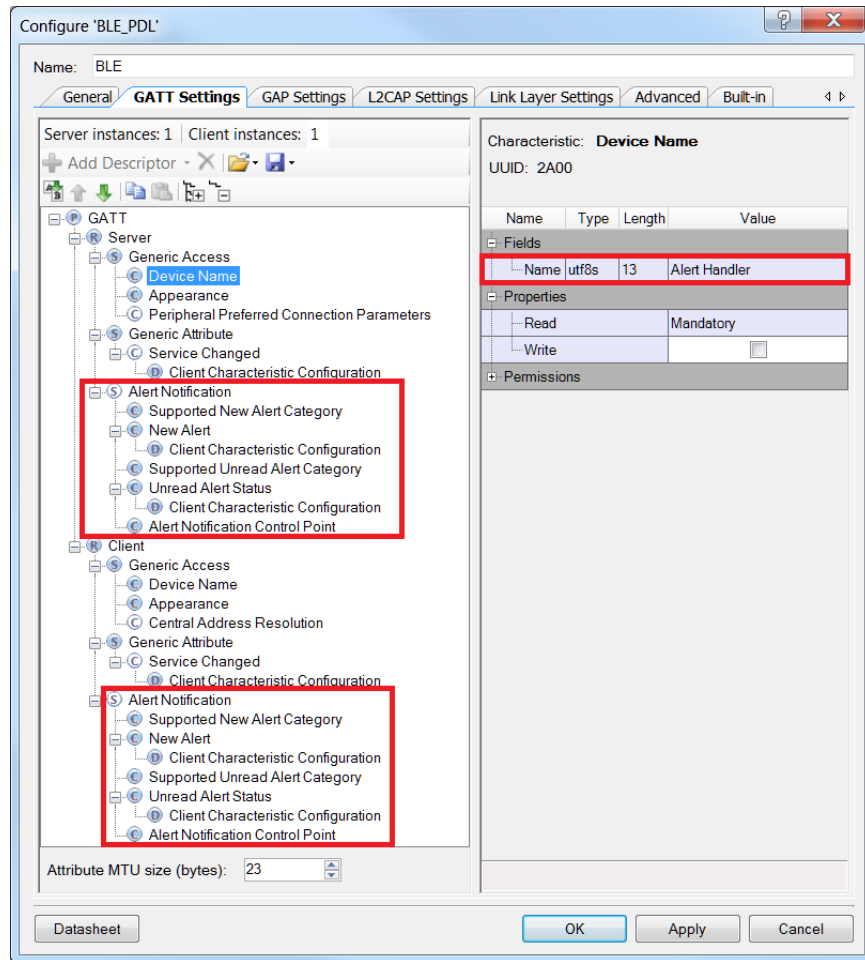 Configure 'BLE_PDL'
Name: BLE
General GATT Settings GAP Settings L2CAP Settings Link Layer Settings Advanced Built-in
Server instances: 1 Client instances: 1
Add Descriptor
GATT
Server
Generic Access
Device Name
Appearance
Peripheral Preferred Connection Parameters
Generic Attribute
Service Changed
Client Characteristic Configuration
Alert Notification
Supported New Alert Category
New Alert
Client Characteristic Configuration
Supported Unread Alert Category
Unread Alert Status
Client Characteristic Configuration
Alert Notification Control Point
Client
Generic Access
Device Name
Appearance
Central Address Resolution
Generic Attribute
Service Changed
Client Characteristic Configuration
Alert Notification
Supported New Alert Category
New Alert
Client Characteristic Configuration
Supported Unread Alert Category
Unread Alert Status
Client Characteristic Configuration
Alert Notification Control Point
Attribute MTU size (bytes): 23
Characteristic: Device Name
UUID: 2A00
Name Type Length Value
Fields
Name utf8s 13 Alert Handler
Properties
Read Mandatory
Write
Permissions
Datasheet OK Apply Cancel